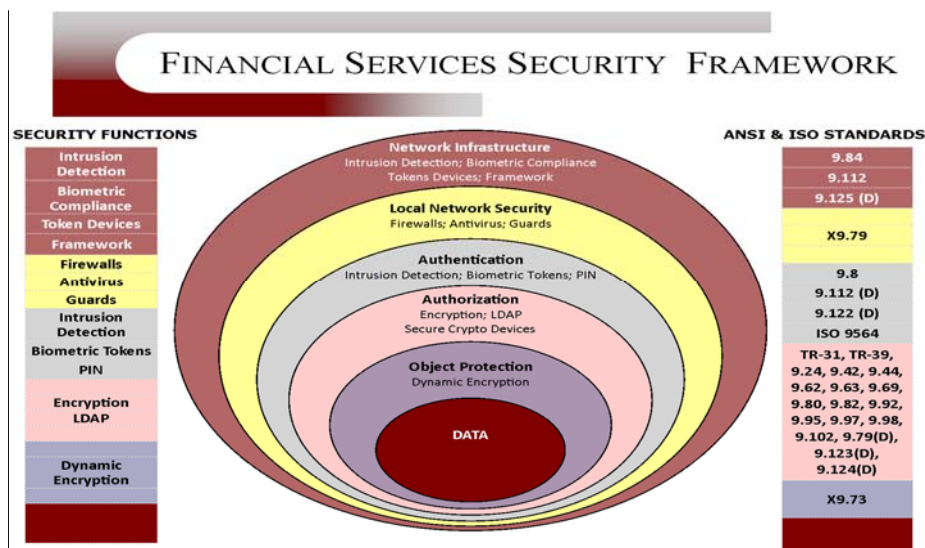 FINANCIAL SERVICES SECURITY FRAMEWORK
SECURITY FUNCTIONS
Intrusion
Detection
Biometric
Compliance
Token Devices
Framework
Firewalls
Antivirus
Guards
Intrusion
Detection
Biometric Tokens
PIN
Encryption
LDAP
Dynamic
Encryption
Network Infrastructure
Intrusion Detection; Biometric Compliance
Tokens Devices; Framework
Local Network Security
Firewalls; Antivirus; Guards
Authentication
Intrusion Detection; Biometric Tokens; PIN
Authorization
Encryption; LDAP
Secure Crypto Devices
Object Protection
Dynamic Encryption
DATA
ANSI & ISO STANDARDS
9.84
9.112
9.125 (D)
X9.79
9.8
9.112 (D)
9.122 (D)
ISO 9564
TR-31, TR-39,
9.24, 9.42, 9.44,
9.62, 9.63, 9.69,
9.80, 9.82, 9.92,
9.95, 9.97, 9.98,
9.102, 9.79(D),
9.123(D),
9.124(D)
X9.73